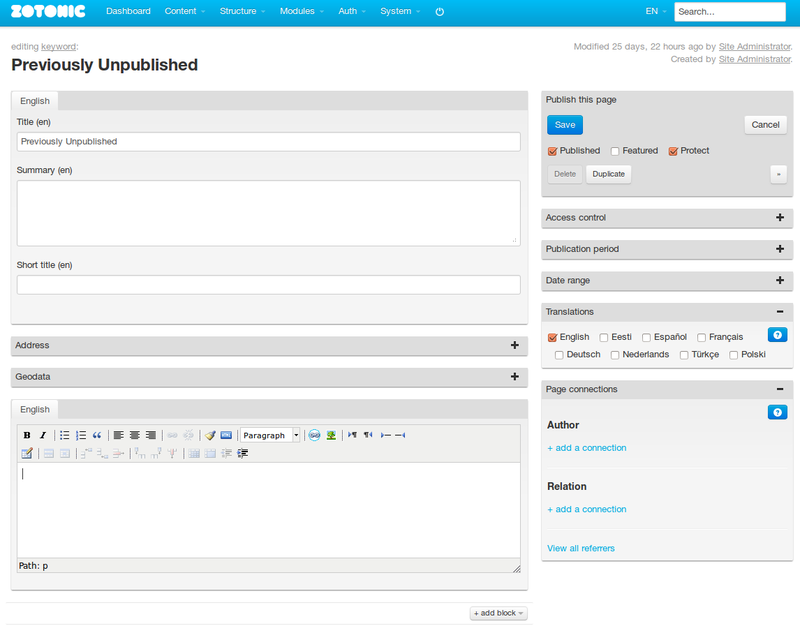 ZOTONIC Dashboard Content Structure Modules Auth System EN Search...
editing keyword:
Previously Unpublished
Modified 25 days, 22 hours ago by Site Administrator.
Created by Site Administrator.
English
Title (en)
Previously Unpublished
Summary (en)
Short title (en)
Address
Geodata
English
B I Paragraph
Path: p
+ add block
Publish this page
Save Cancel
Published Featured Protect
Delete Duplicate
Access control
Publication period
Date range
Translations
English Eesti Español Français
Deutsch Nederlands Türkçe Polski
Page connections
Author
+ add a connection
Relation
+ add a connection
View all referrers